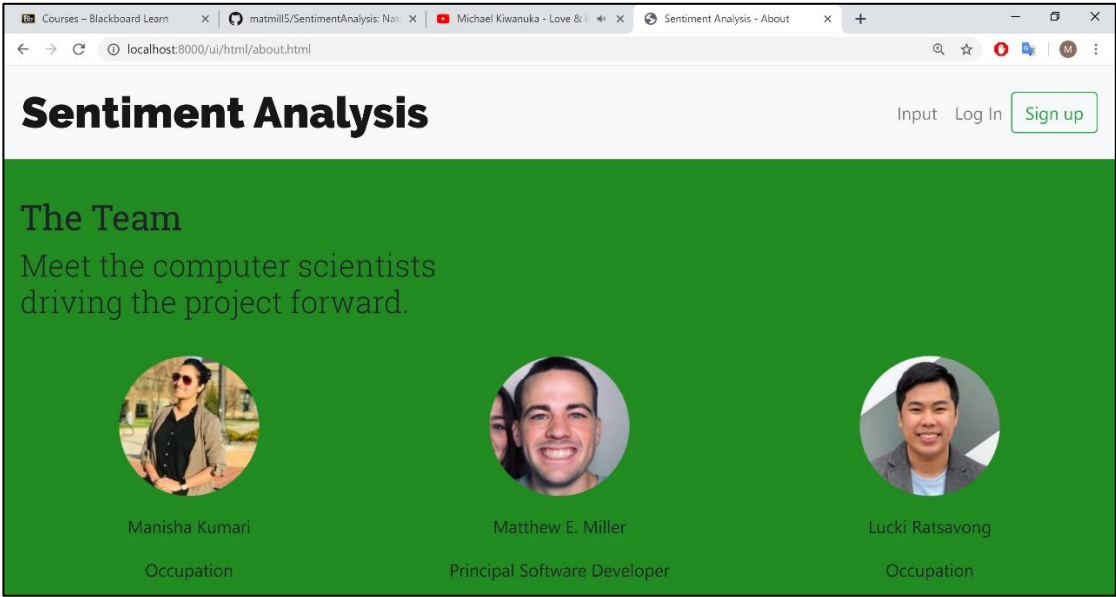 Courses – Blackboard Learn
matmill5/SentimentAnalysis: Nat
Michael Kiwanuka - Love & H
Sentiment Analysis - About
localhost:8000/ui/html/about.html
M
Sentiment Analysis
Input Log In Sign up
The Team
Meet the computer scientists
driving the project forward.
Manisha Kumari
Matthew E. Miller
Lucki Ratsavong
Occupation
Principal Software Developer
Occupation